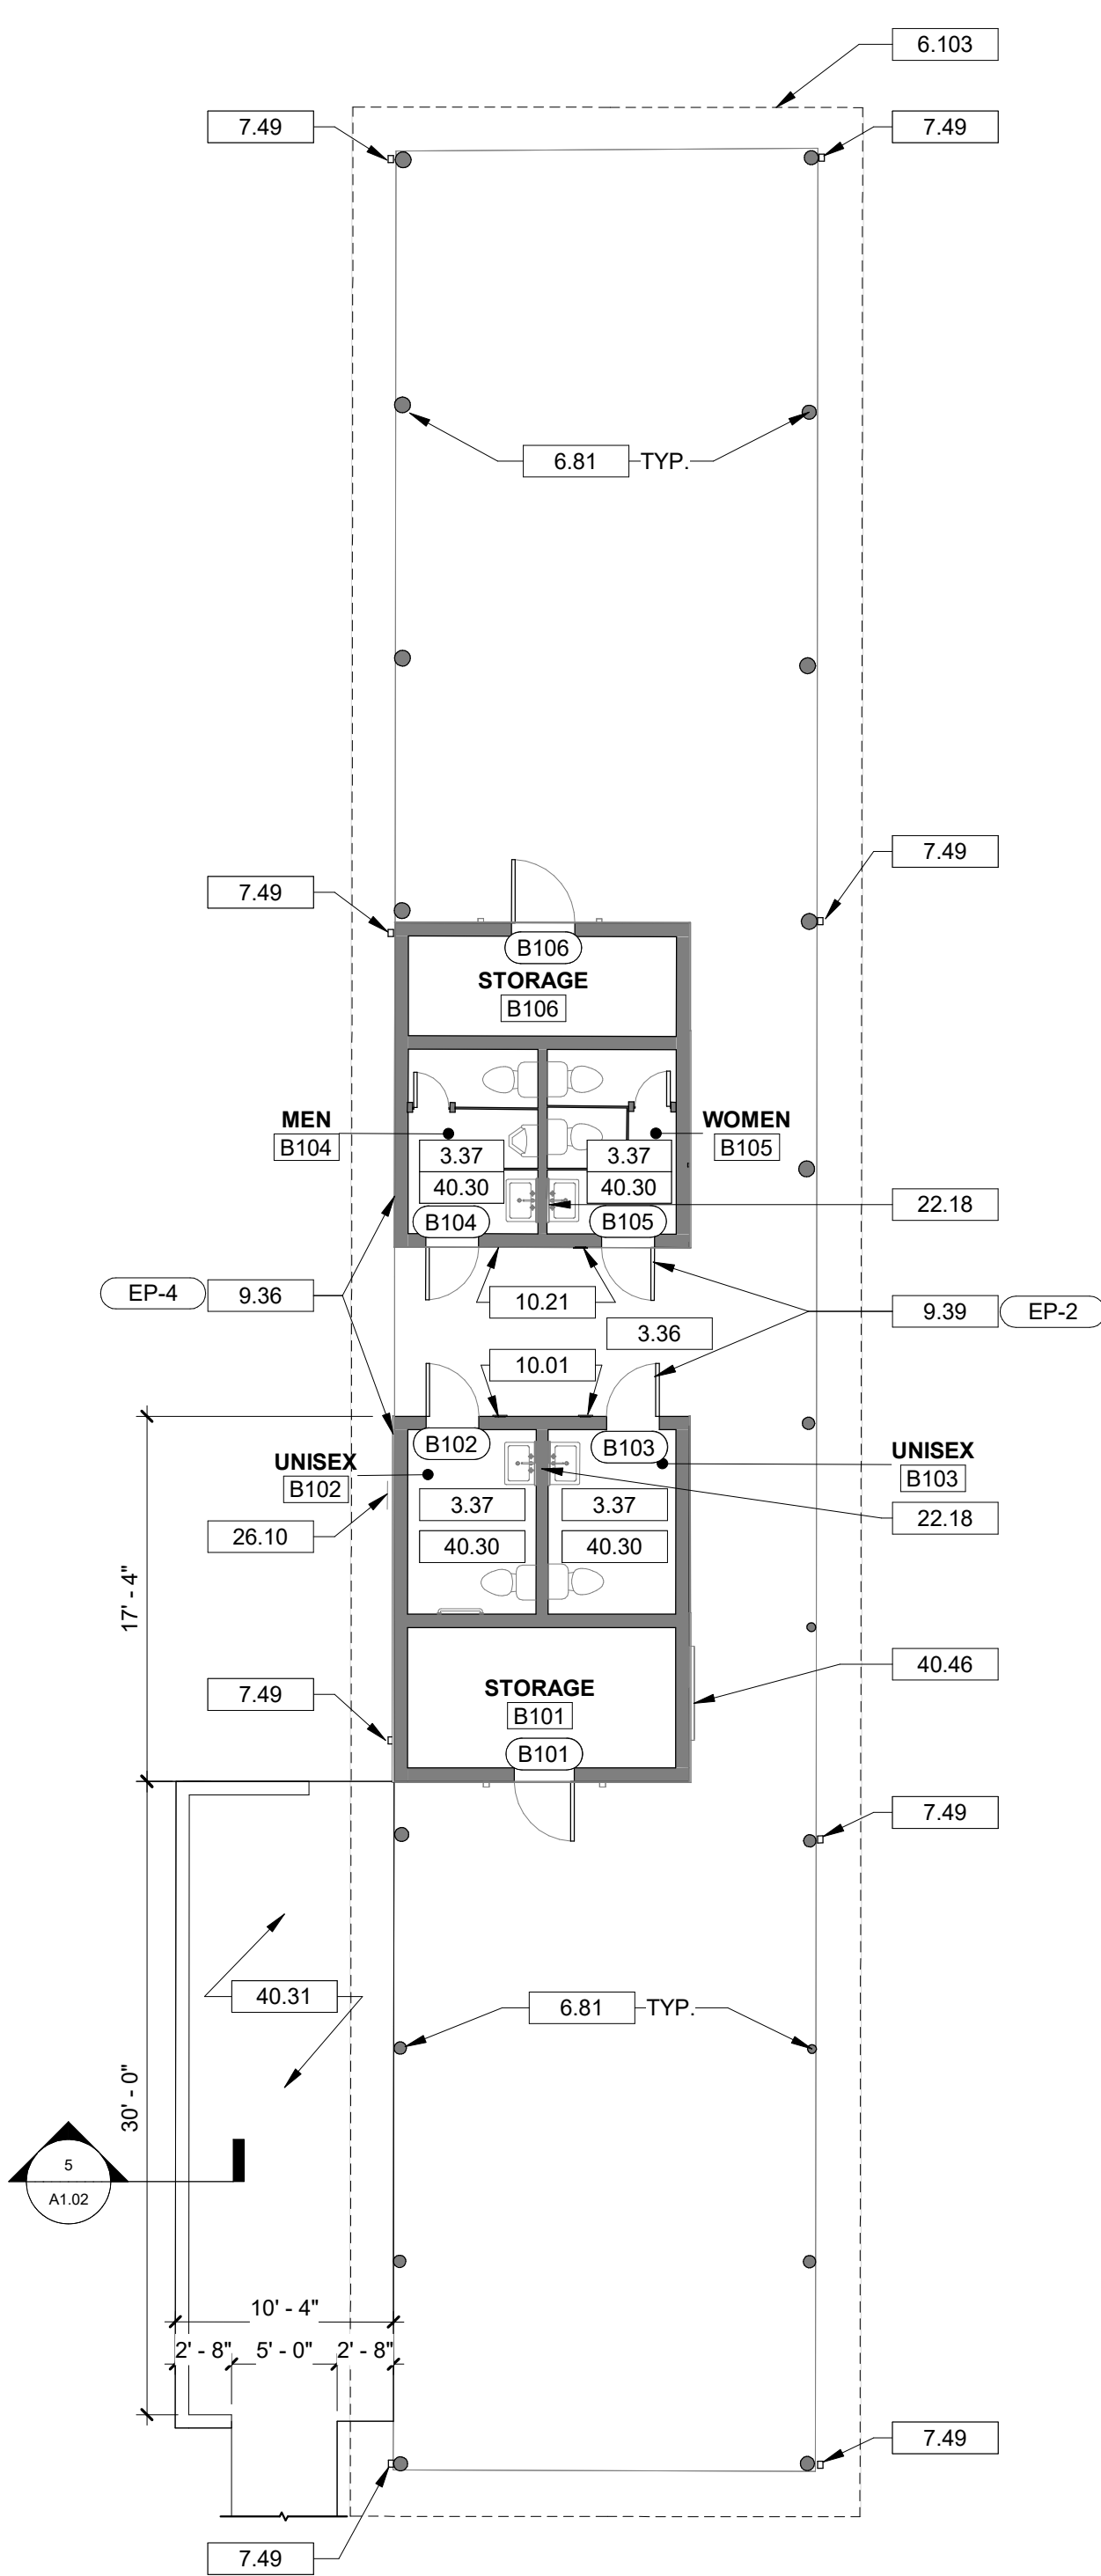 6.103
7.49
7.49
6.81 TYP.
7.49
7.49
B106
STORAGE
B106
MEN
B104
WOMEN
B105
3.37
40.30
3.37
40.30
22.18
B104
B105
EP-4 9.36
10.21
9.39 EP-2
3.36
10.01
B102
B103
UNISEX
B102
UNISEX
B103
3.37
3.37
22.18
26.10
40.30
40.30
17' - 4"
40.46
7.49
STORAGE
B101
B101
7.49
40.31
6.81 TYP.
30' - 0"
5
A1.02
10' - 4"
2' - 8" 5' - 0" 2' - 8"
7.49
7.49